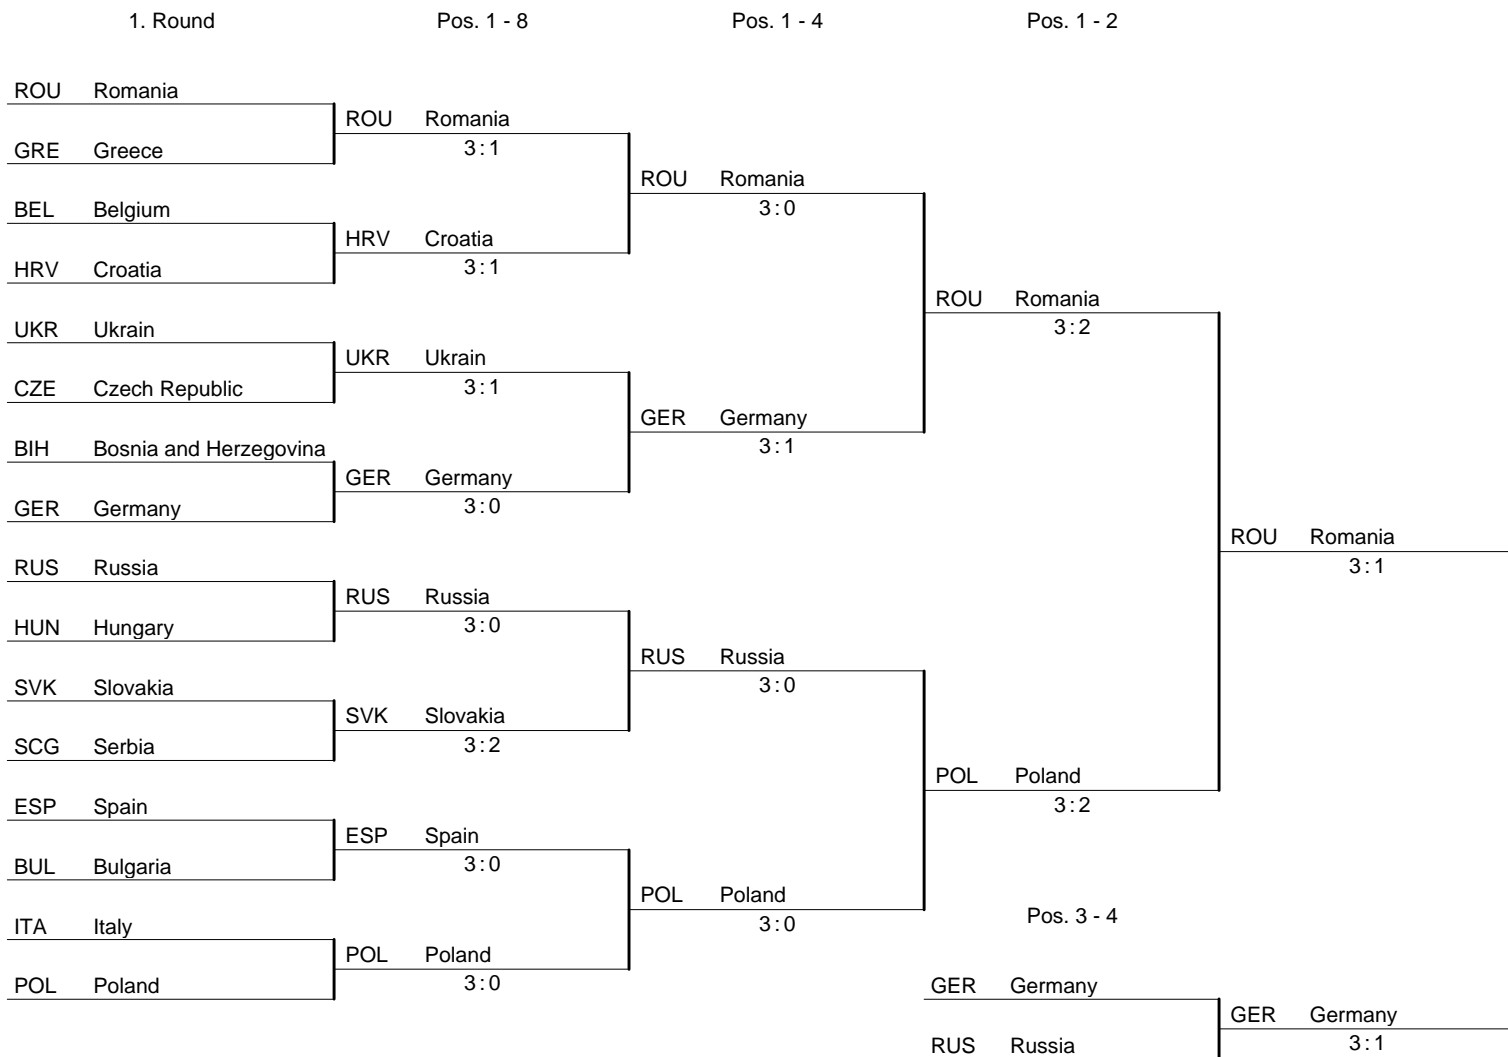 1. Round Pos. 1 - 8 Pos. 1 - 4 Pos. 1 - 2
ROU Romania
ROU Romania
3 : 1
GRE Greece
ROU Romania
3 : 0
BEL Belgium
HRV Croatia
3 : 1
HRV Croatia
ROU Romania
3 : 2
UKR Ukrain
UKR Ukrain
3 : 1
CZE Czech Republic
GER Germany
3 : 1
BIH Bosnia and Herzegovina
GER Germany
3 : 0
GER Germany
ROU Romania
3 : 1
RUS Russia
RUS Russia
3 : 0
HUN Hungary
RUS Russia
3 : 0
SVK Slovakia
SVK Slovakia
3 : 2
SCG Serbia
POL Poland
3 : 2
ESP Spain
ESP Spain
3 : 0
BUL Bulgaria
POL Poland
3 : 0
Pos. 3 - 4
ITA Italy
POL Poland
3 : 0
POL Poland
GER Germany
GER Germany
3 : 1
RUS Russia